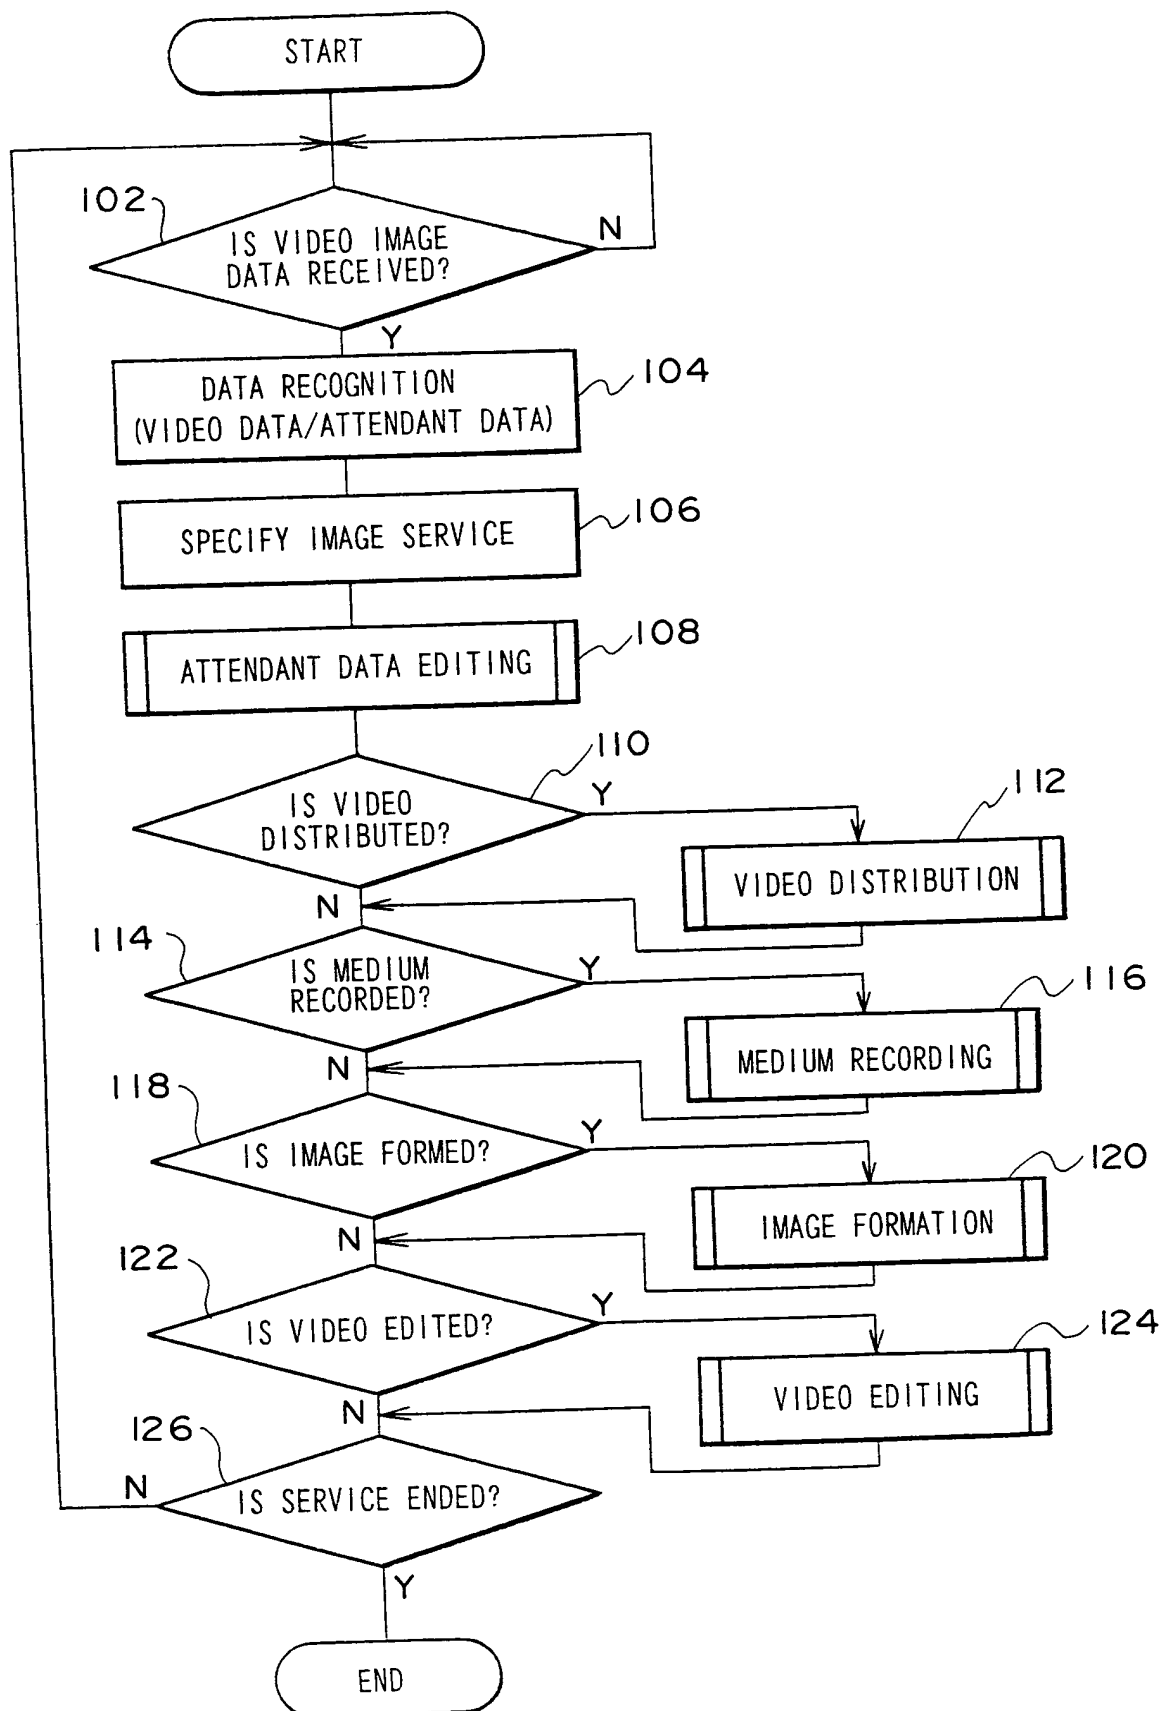 START
102
IS VIDEO IMAGE
DATA RECEIVED?
N
Y
DATA RECOGNITION
(VIDEO DATA/ATTENDANT DATA)
104
SPECIFY IMAGE SERVICE
106
ATTENDANT DATA EDITING
108
110
IS VIDEO
DISTRIBUTED?
Y
112
VIDEO DISTRIBUTION
N
114
IS MEDIUM
RECORDED?
Y
116
MEDIUM RECORDING
N
118
IS IMAGE FORMED?
Y
120
IMAGE FORMATION
N
122
IS VIDEO EDITED?
Y
124
VIDEO EDITING
N
126
N
IS SERVICE ENDED?
Y
END